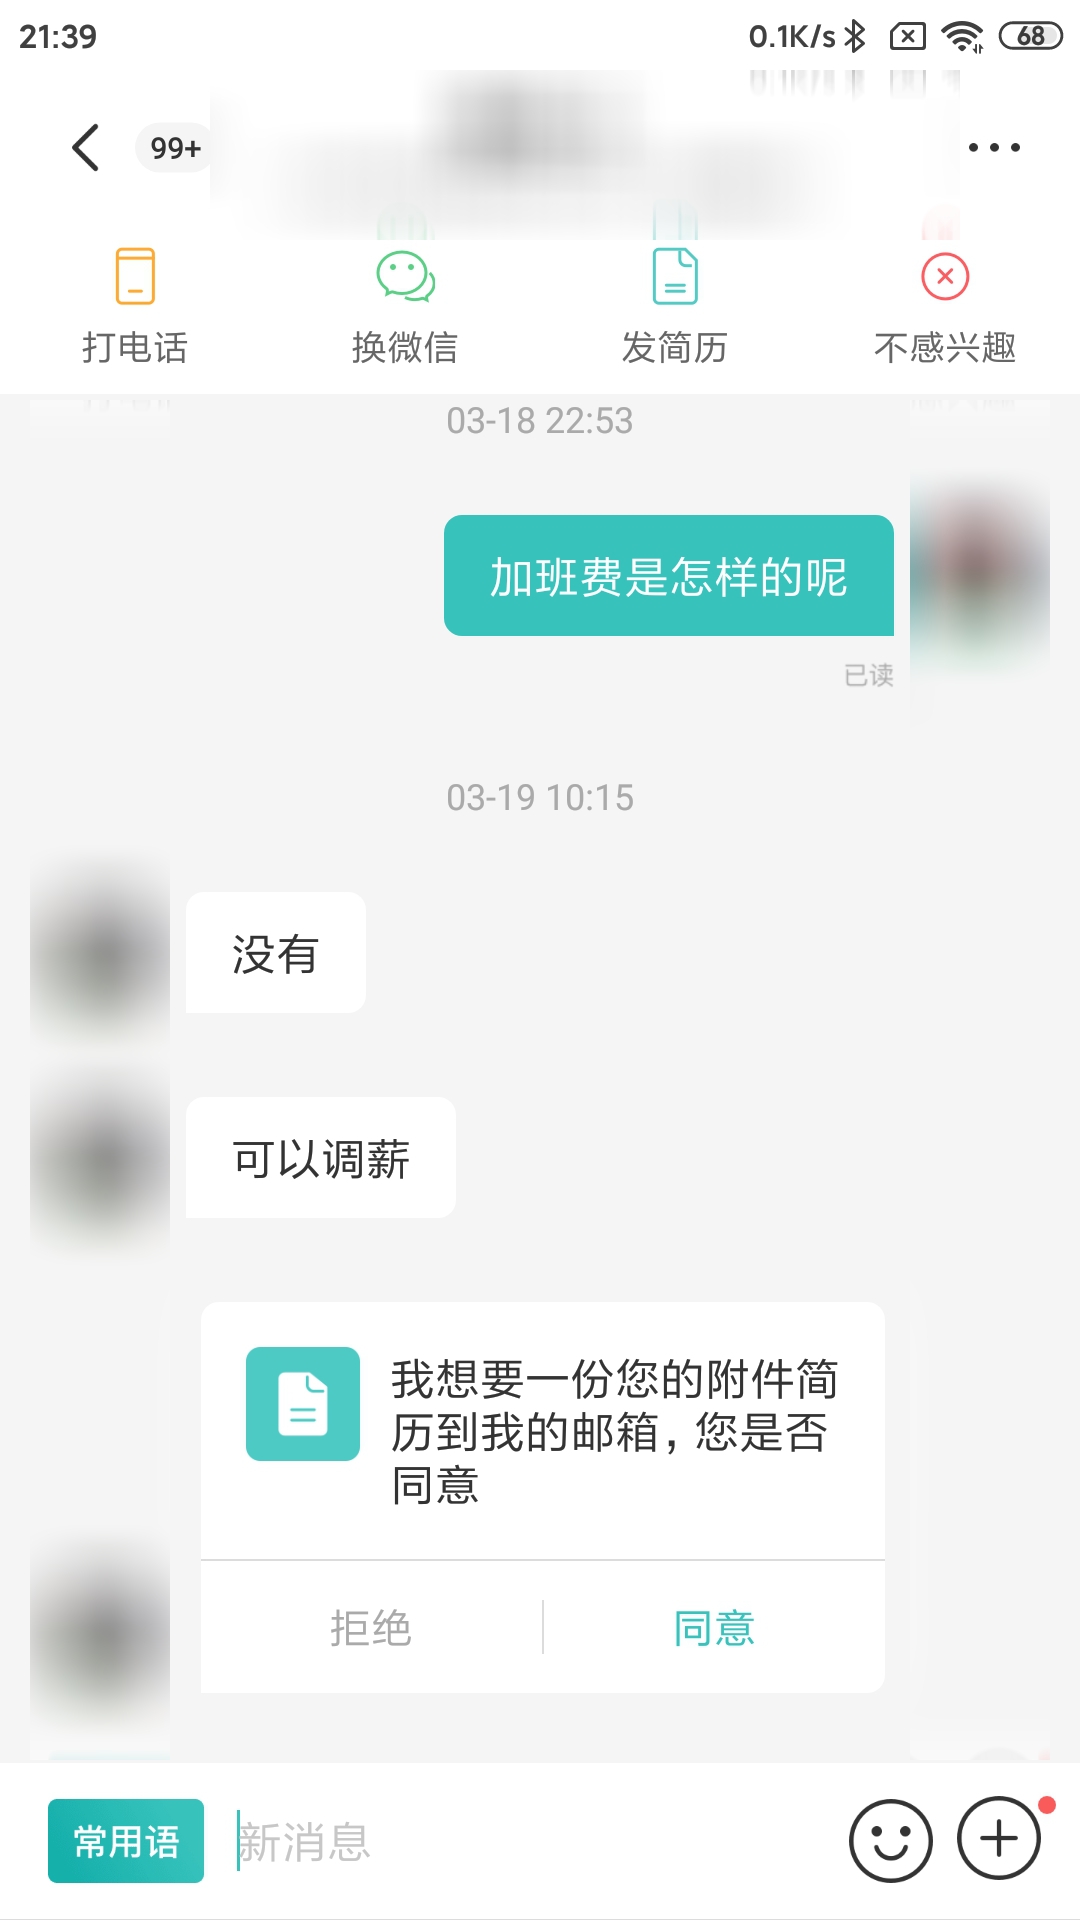 21:39
0.1K/s
68
99+
打电话
换微信
发简历
不感兴趣
03-18 22:53
加班费是怎样的呢
已读
03-19 10:15
没有
可以调薪
我想要一份您的附件简
历到我的邮箱，您是否
同意
拒绝
同意
常用语
新消息